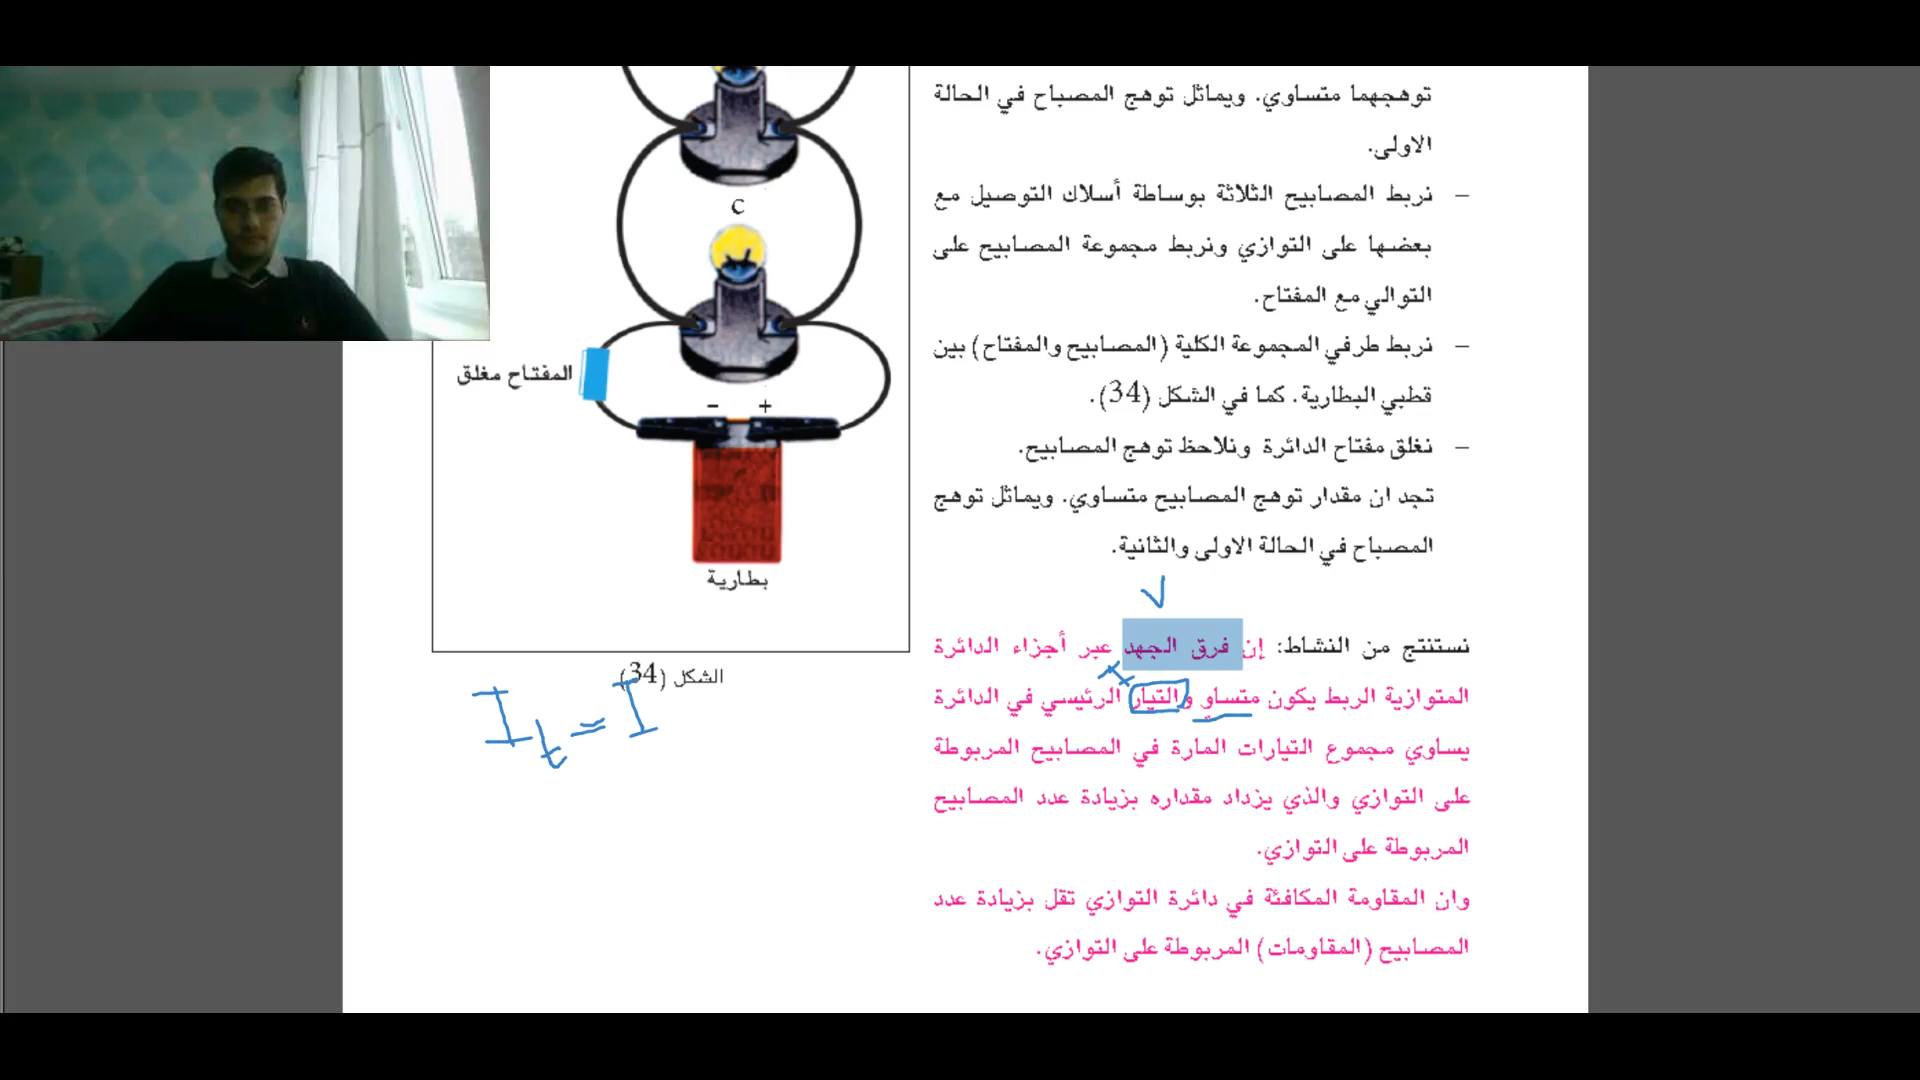 توهجهما متساوي. ويماثل توهج المصباح في الحالة
الاولى.
- نربط المصابيح الثلاثة بوساطة أسلاك التوصيل مع
بعضها على التوازي ونربط مجموعة المصابيح على
التوالي مع المفتاح.
- نربط طرفي المجموعة الكلية (المصابيح والمفتاح) بين
قطبي البطارية. كما في الشكل (34).
- نغلق مفتاح الدائرة ونلاحظ توهج المصابيح.
تجد ان مقدار توهج المصابيح متساوي. ويماثل توهج
المصباح في الحالة الاولى والثانية.
V
نستنتج من النشاط: إن فرق الجهد عبر أجزاء الدائرة
المتوازية الربط يكون متساو والتيار الرئيسي في الدائرة
يساوي مجموع التيارات المارة في المصابيح المربوطة
على التوازي والذي يزداد مقداره بزيادة عدد المصابيح
المربوطة على التوازي.
وان المقاومة المكافئة في دائرة التوازي تقل بزيادة عدد
المصابيح (المقاومات) المربوطة على التوازي.
C
المفتاح مغلق
- +
بطارية
الشكل (34)
It = I